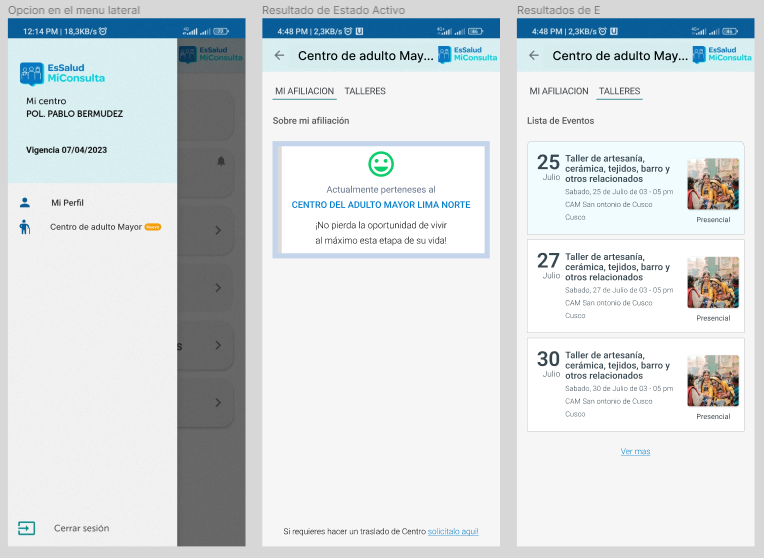 Opcion en el menu lateral
12:14 PM | 18,3KB/s
EsSalud
MiConsulta
Mi centro
POL. PABLO BERMUDEZ
Vigencia 07/04/2023
Mi Perfil
Centro de adulto Mayor Nuevo
Cerrar sesión
EsSalud
MiConsulta
S
Resultado de Estado Activo
4:48 PM | 2,3KB/s
Centro de adulto May...
EsSalud
MiConsulta
MI AFILIACION TALLERES
Sobre mi afiliación
Actualmente perteneses al
CENTRO DEL ADULTO MAYOR LIMA NORTE
¡No pierda la oportunidad de vivir
al máximo esta etapa de su vida!
Si requieres hacer un traslado de Centro solicítalo aquí!
Resultados de E
4:48 PM | 2,3KB/s
Centro de adulto May...
EsSalud
MiConsulta
MI AFILIACION TALLERES
Lista de Eventos
25
Julio
Taller de artesanía,
cerámica, tejidos, barro y
otros relacionados
Sabado, 25 de Julio de 03 - 05 pm
CAM San ontonio de Cusco
Cusco
Presencial
27
Julio
Taller de artesanía,
cerámica, tejidos, barro y
otros relacionados
Sabado, 27 de Julio de 03 - 05 pm
CAM San ontonio de Cusco
Cusco
Presencial
30
Julio
Taller de artesanía,
cerámica, tejidos, barro y
otros relacionados
Sabado, 30 de Julio de 03 - 05 pm
CAM San ontonio de Cusco
Cusco
Presencial
Ver mas